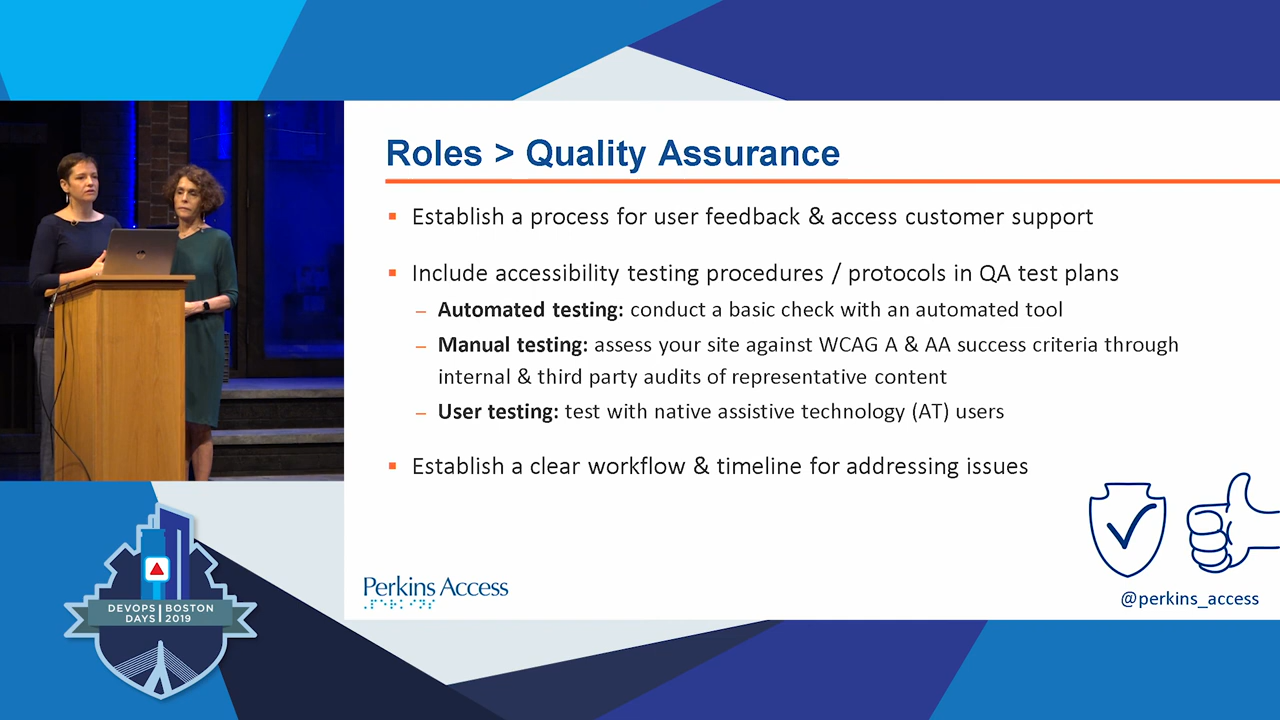 Roles > Quality Assurance
▪ Establish a process for user feedback & access customer support
▪ Include accessibility testing procedures / protocols in QA test plans
– Automated testing: conduct a basic check with an automated tool
– Manual testing: assess your site against WCAG A & AA success criteria through
internal & third party audits of representative content
– User testing: test with native assistive technology (AT) users
▪ Establish a clear workflow & timeline for addressing issues
Perkins Access
@perkins_access
DEVOPS BOSTON
DAYS 2019